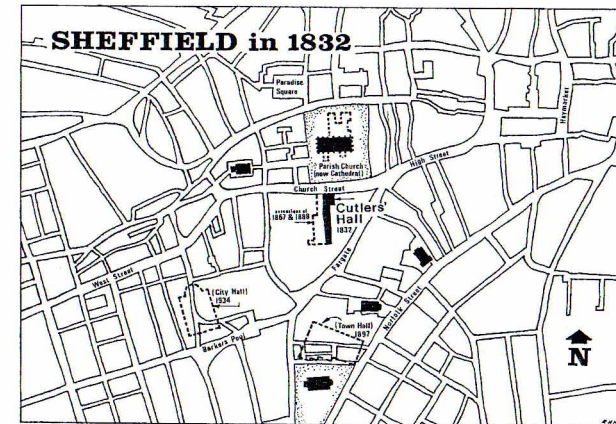 SHEFFIELD in 1832
Paradise
Square
Haymarket
Parish Church
(now Cathedral)
High Street
Church Street
Cutlers'
Hall
1832
extensions of
1867 & 1888
Fargate
West Street
(City Hall)
1934
Barkers Pool
(Town Hall)
1897
Norfolk Street
N